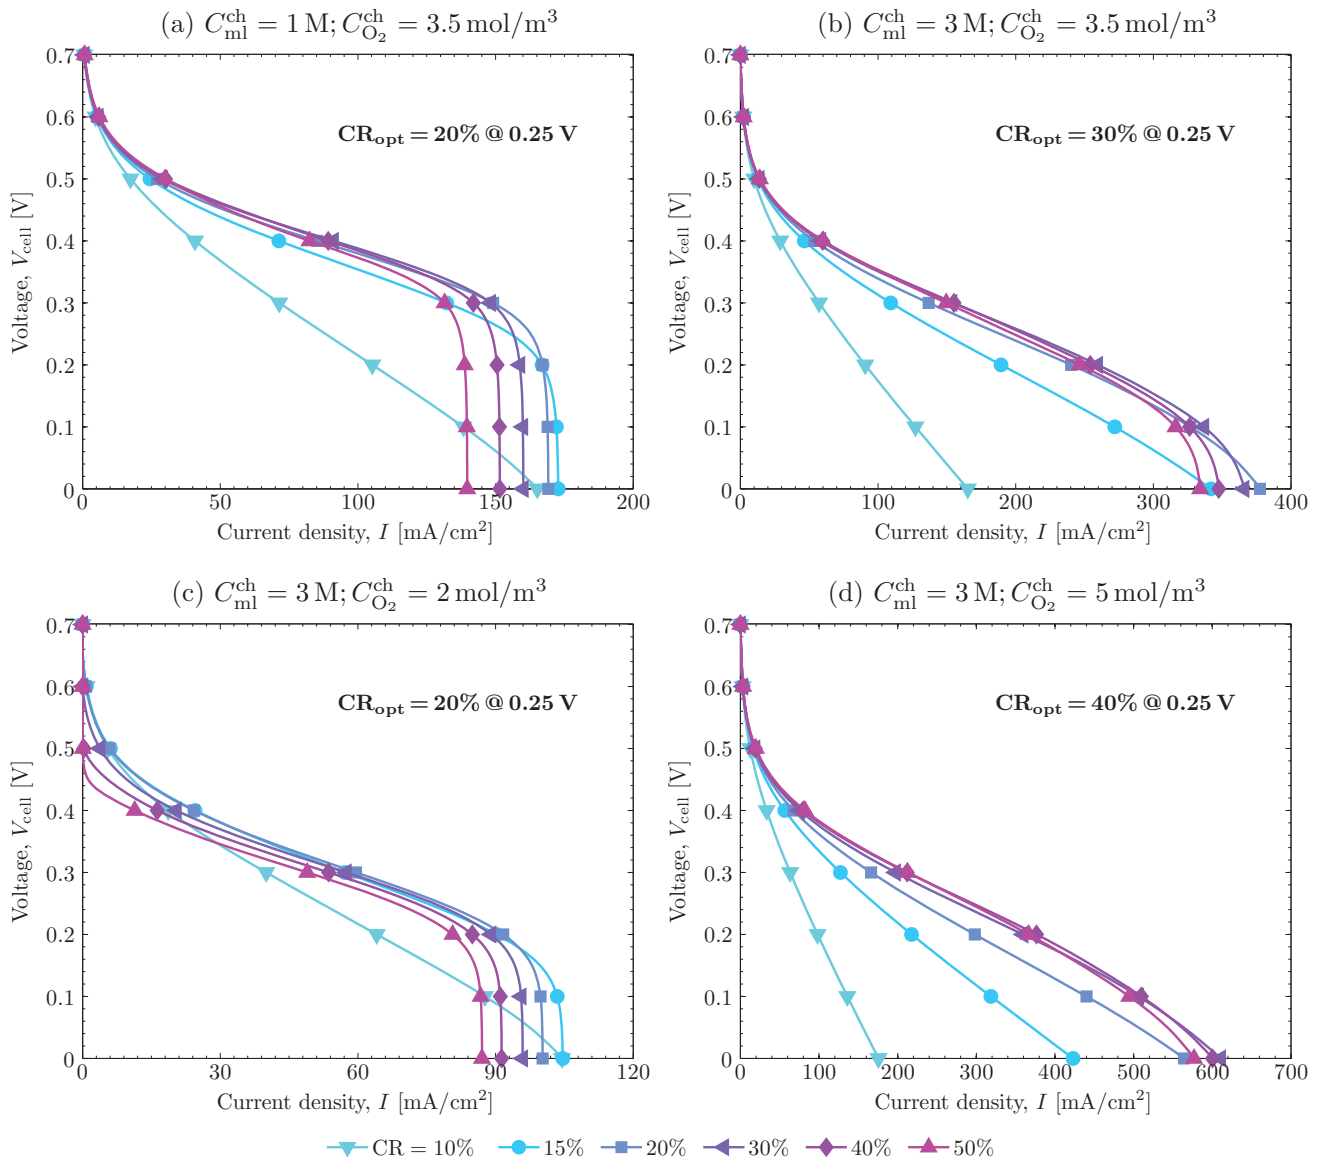 (a) C_ml^ch = 1 M; C_O₂^ch = 3.5 mol/m³
0.7
0.6
0.5
0.4
0.3
0.2
0.1
0
Voltage, V_cell [V]
CR_opt = 20% @ 0.25 V
0 50 100 150 200
Current density, I [mA/cm²]
(b) C_ml^ch = 3 M; C_O₂^ch = 3.5 mol/m³
0.7
0.6
0.5
0.4
0.3
0.2
0.1
0
Voltage, V_cell [V]
CR_opt = 30% @ 0.25 V
0 100 200 300 400
Current density, I [mA/cm²]
(c) C_ml^ch = 3 M; C_O₂^ch = 2 mol/m³
0.7
0.6
0.5
0.4
0.3
0.2
0.1
0
Voltage, V_cell [V]
CR_opt = 20% @ 0.25 V
0 30 60 90 120
Current density, I [mA/cm²]
(d) C_ml^ch = 3 M; C_O₂^ch = 5 mol/m³
0.7
0.6
0.5
0.4
0.3
0.2
0.1
0
Voltage, V_cell [V]
CR_opt = 40% @ 0.25 V
0 100 200 300 400 500 600 700
Current density, I [mA/cm²]
CR = 10% 15% 20% 30% 40% 50%